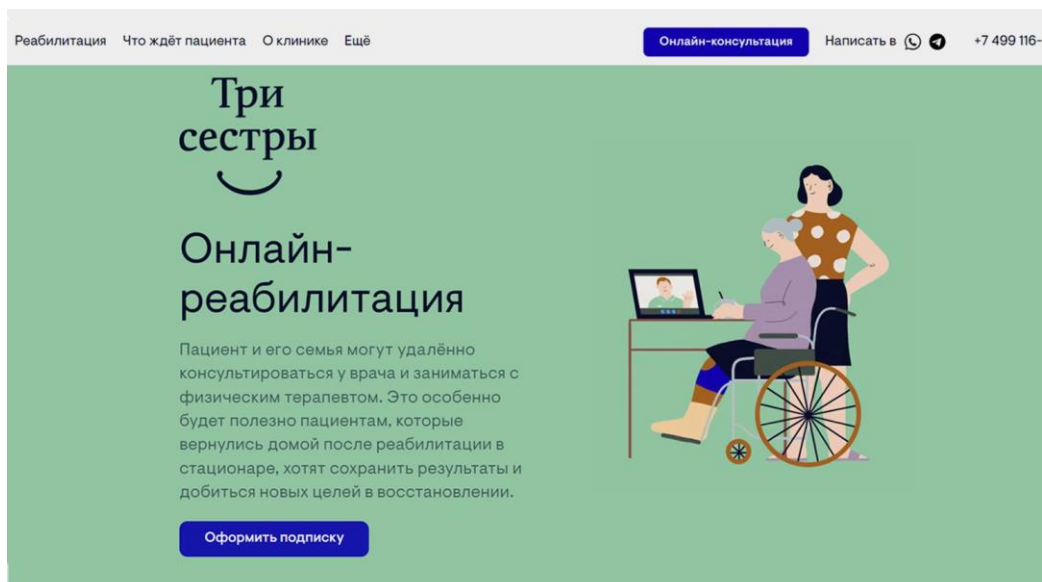 Реабилитация Что ждёт пациента О клинике Ещё Онлайн-консультация Написать в +7 499 116-
Три
сестры
Онлайн-
реабилитация
Пациент и его семья могут удалённо
консультироваться у врача и заниматься с
физическим терапевтом. Это особенно
будет полезно пациентам, которые
вернулись домой после реабилитации в
стационаре, хотят сохранить результаты и
добиться новых целей в восстановлении.
Оформить подписку